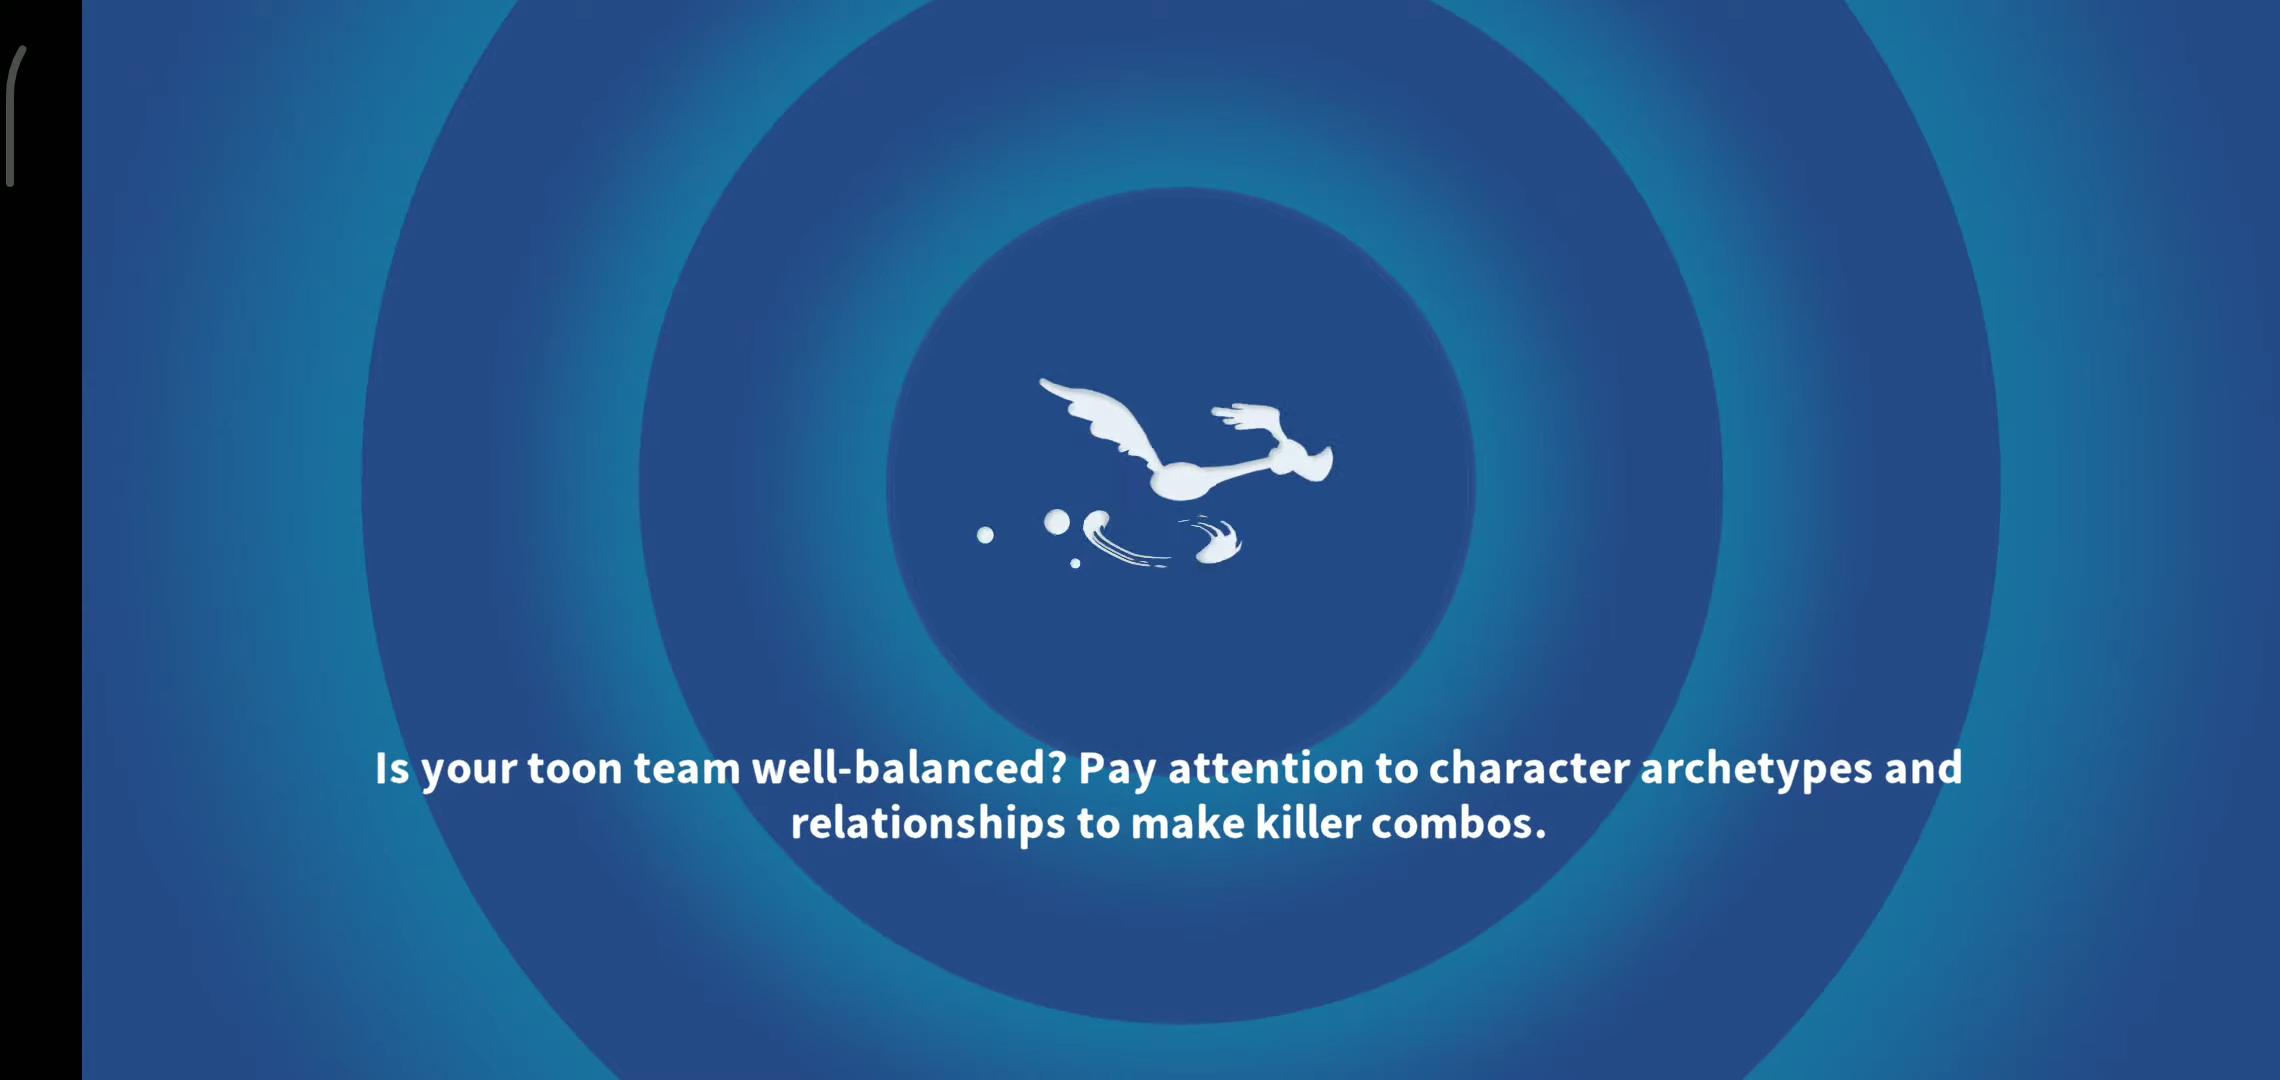 Is your toon team well-balanced? Pay attention to character archetypes and
relationships to make killer combos.